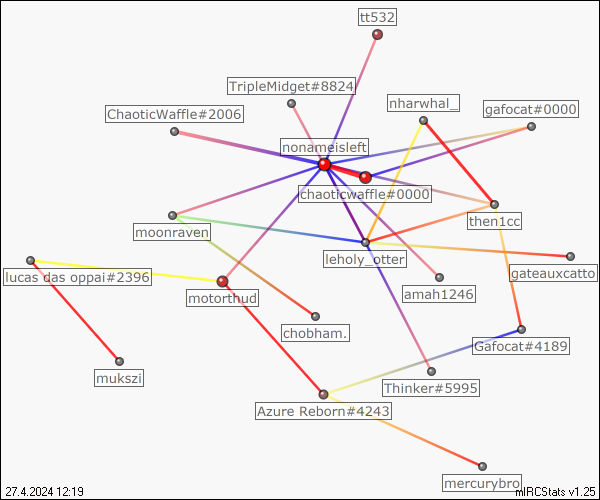 tt532
TripleMidget#8824
nharwhal_
ChaoticWaffle#2006
gafocat#0000
nonameisleft
chaoticwaffle#0000
then1cc
moonraven
leholy_otter
lucas das oppai#2396
gateauxcatto
amah1246
motorthud
chobham.
Gafocat#4189
mukszi
Thinker#5995
Azure Reborn#4243
mercurybro
27.4.2024 12:19
mIRCStats v1.25